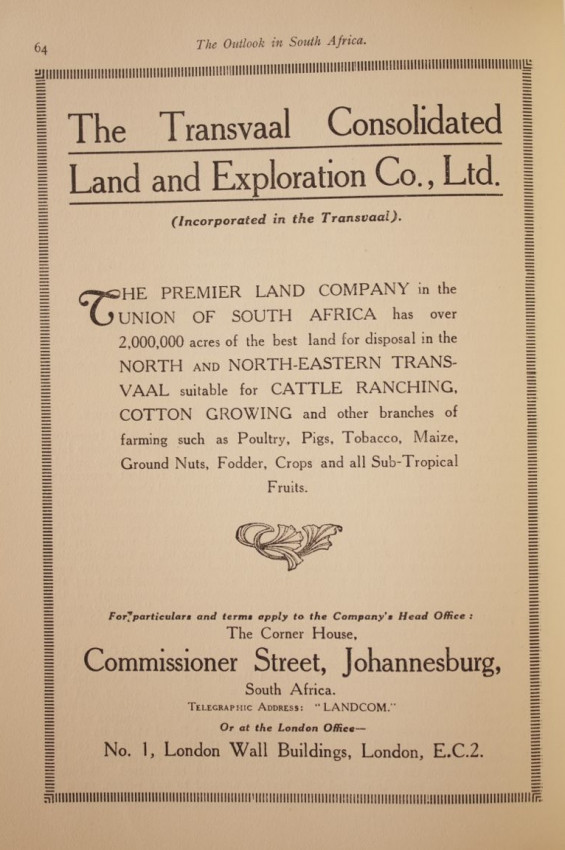 64
The Outlook in South Africa.
The Transvaal Consolidated
Land and Exploration Co., Ltd.
(Incorporated in the Transvaal).
THE PREMIER LAND COMPANY in the
UNION OF SOUTH AFRICA has over
2,000,000 acres of the best land for disposal in the
NORTH AND NORTH-EASTERN TRANS-
VAAL suitable for CATTLE RANCHING,
COTTON GROWING and other branches of
farming such as Poultry, Pigs, Tobacco, Maize,
Ground Nuts, Fodder, Crops and all Sub-Tropical
Fruits.
For particulars and terms apply to the Company's Head Office :
The Corner House,
Commissioner Street, Johannesburg,
South Africa.
TELEGRAPHIC ADDRESS: "LANDCOM."
Or at the London Office—
No. 1, London Wall Buildings, London, E.C.2.